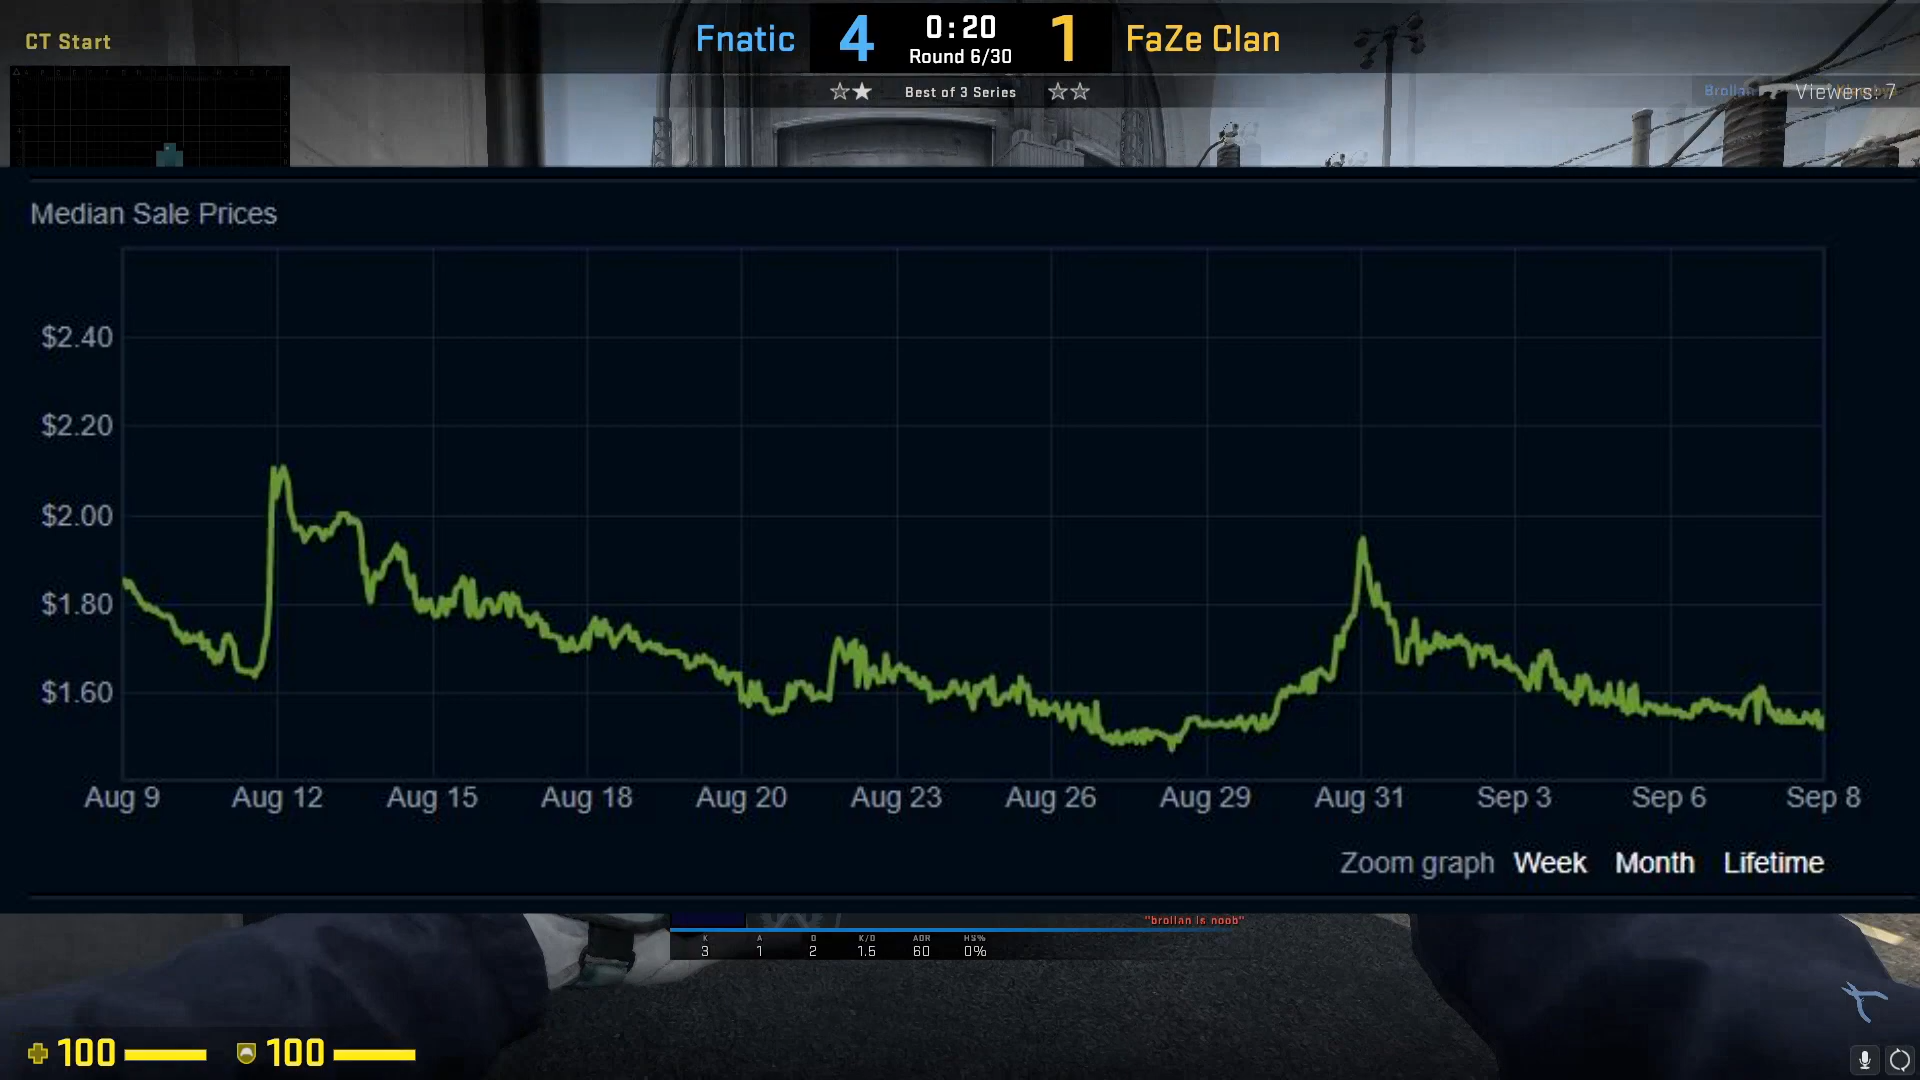 CT Start
Fnatic 4 0:20 1 FaZe Clan
Round 6/30
Best of 3 Series
Brollan
Viewers: 7
Median Sale Prices
$2.40
$2.20
$2.00
$1.80
$1.60
Aug 9 Aug 12 Aug 15 Aug 18 Aug 20 Aug 23 Aug 26 Aug 29 Aug 31 Sep 3 Sep 6 Sep 8
Zoom graph Week Month Lifetime
"brollan is noob"
K A D K/D ADR HS%
3 1 2 1.5 60 0%
100 100